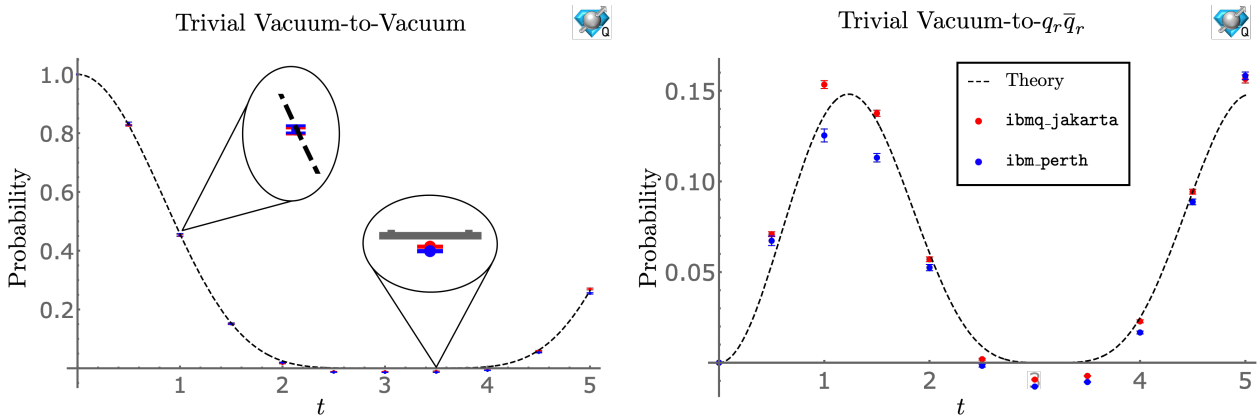 Trivial Vacuum-to-Vacuum
Q
1.0
0.8
0.6
0.4
0.2
Probability
1
2
3
4
5
t
Trivial Vacuum-to-q_r q̅_r
Q
0.15
0.10
0.05
Probability
Theory
ibmq_jakarta
ibm_perth
1
2
3
4
5
t